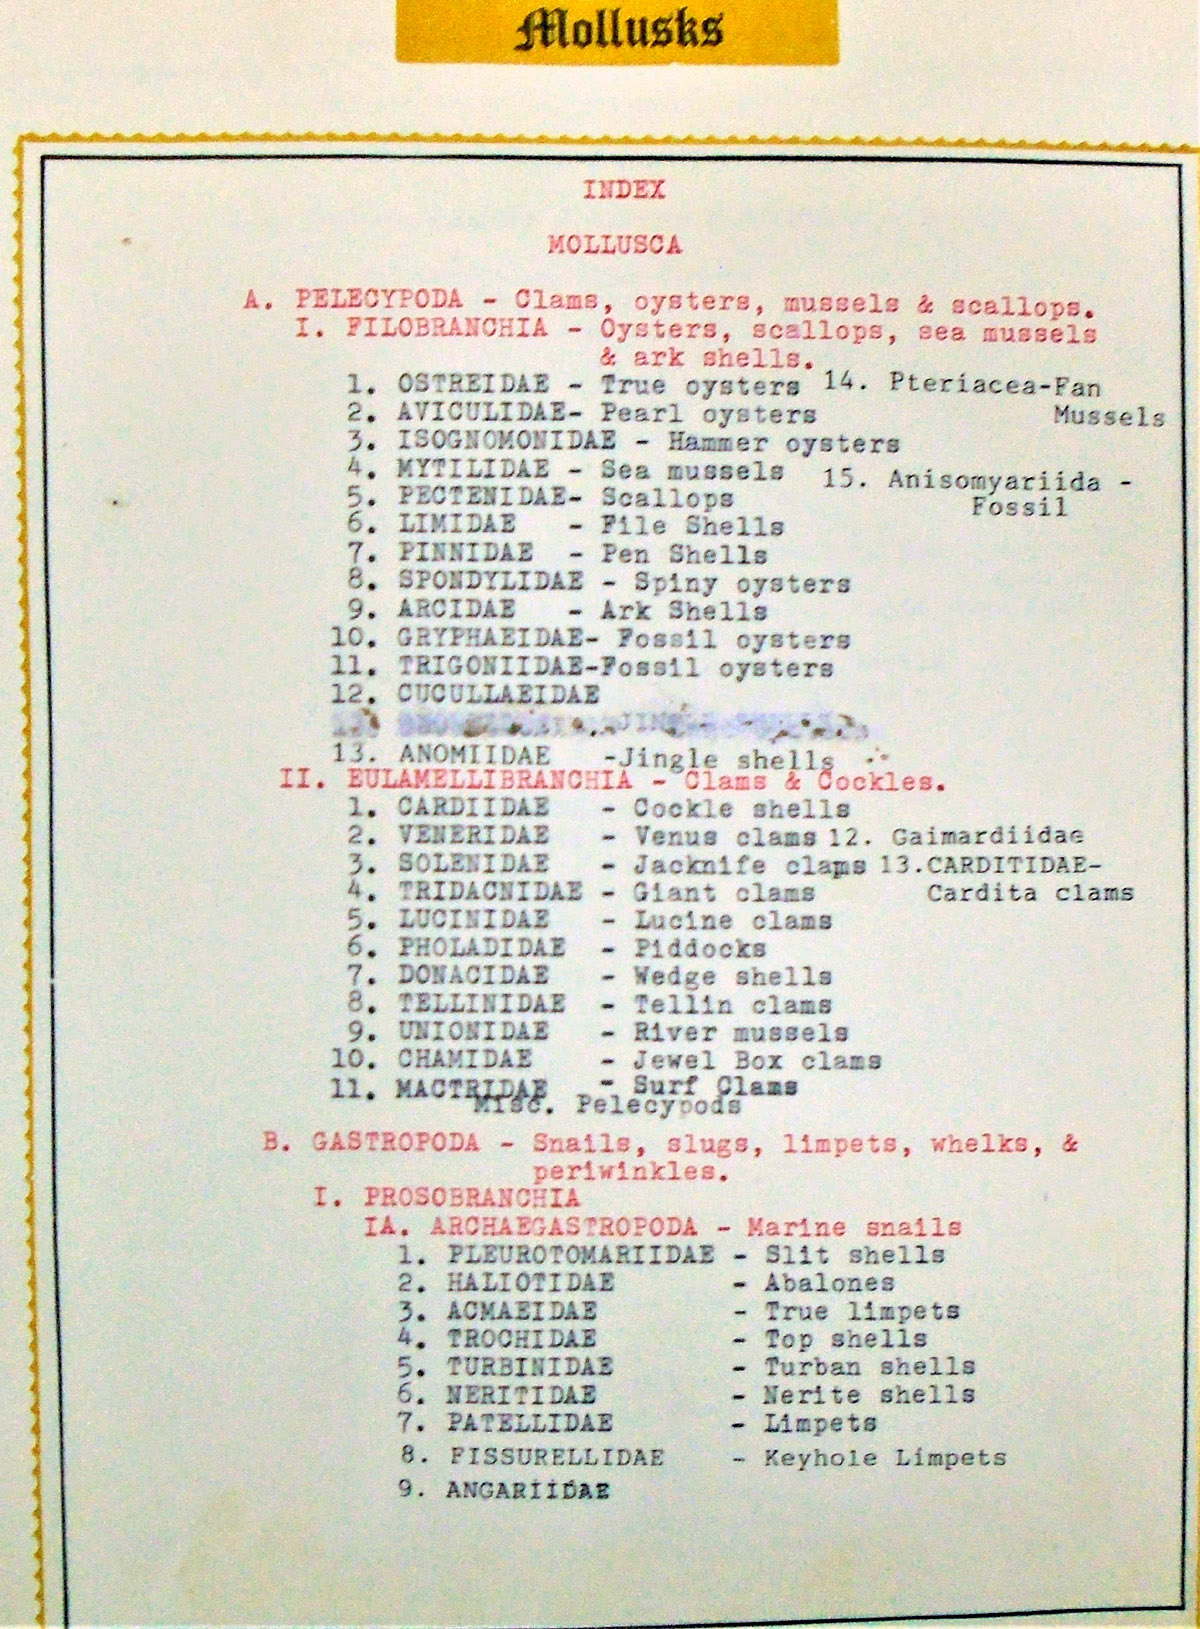 Mollusks
INDEX
MOLLUSCA
A. PELECYPODA - Clams, oysters, mussels & scallops.
I. FILOBRANCHIA - Oysters, scallops, sea mussels
& ark shells.
1. OSTREIDAE - True oysters 14. Pteriacea-Fan
2. AVICULIDAE- Pearl oysters Mussels
3. ISOGNOMONIDAE - Hammer oysters
4. MYTILIDAE - Sea mussels 15. Anisomyariida -
5. PECTENIDAE- Scallops Fossil
6. LIMIDAE - File Shells
7. PINNIDAE - Pen Shells
8. SPONDYLIDAE - Spiny oysters
9. ARCIDAE - Ark Shells
10. GRYPHAEIDAE- Fossil oysters
11. TRIGONIIDAE-Fossil oysters
12. CUCULLAEIDAE
13. ANOMIIDAE -Jingle shells
II. EULAMELLIBRANCHIA - Clams & Cockles.
1. CARDIIDAE - Cockle shells
2. VENERIDAE - Venus clams 12. Gaimardiidae
3. SOLENIDAE - Jacknife clams 13.CARDITIDAE-
4. TRIDACNIDAE - Giant clams Cardita clams
5. LUCINIDAE - Lucine clams
6. PHOLADIDAE - Piddocks
7. DONACIDAE - Wedge shells
8. TELLINIDAE - Tellin clams
9. UNIONIDAE - River mussels
10. CHAMIDAE - Jewel Box clams
11. MACTRIDAE - Surf Clams
Misc. Pelecypods
B. GASTROPODA - Snails, slugs, limpets, whelks, &
periwinkles.
I. PROSOBRANCHIA
IA. ARCHAEGASTROPODA - Marine snails
1. PLEUROTOMARIIDAE - Slit shells
2. HALIOTIDAE - Abalones
3. ACMAEIDAE - True limpets
4. TROCHIDAE - Top shells
5. TURBINIDAE - Turban shells
6. NERITIDAE - Nerite shells
7. PATELLIDAE - Limpets
8. FISSURELLIDAE - Keyhole Limpets
9. ANGARIIDAE